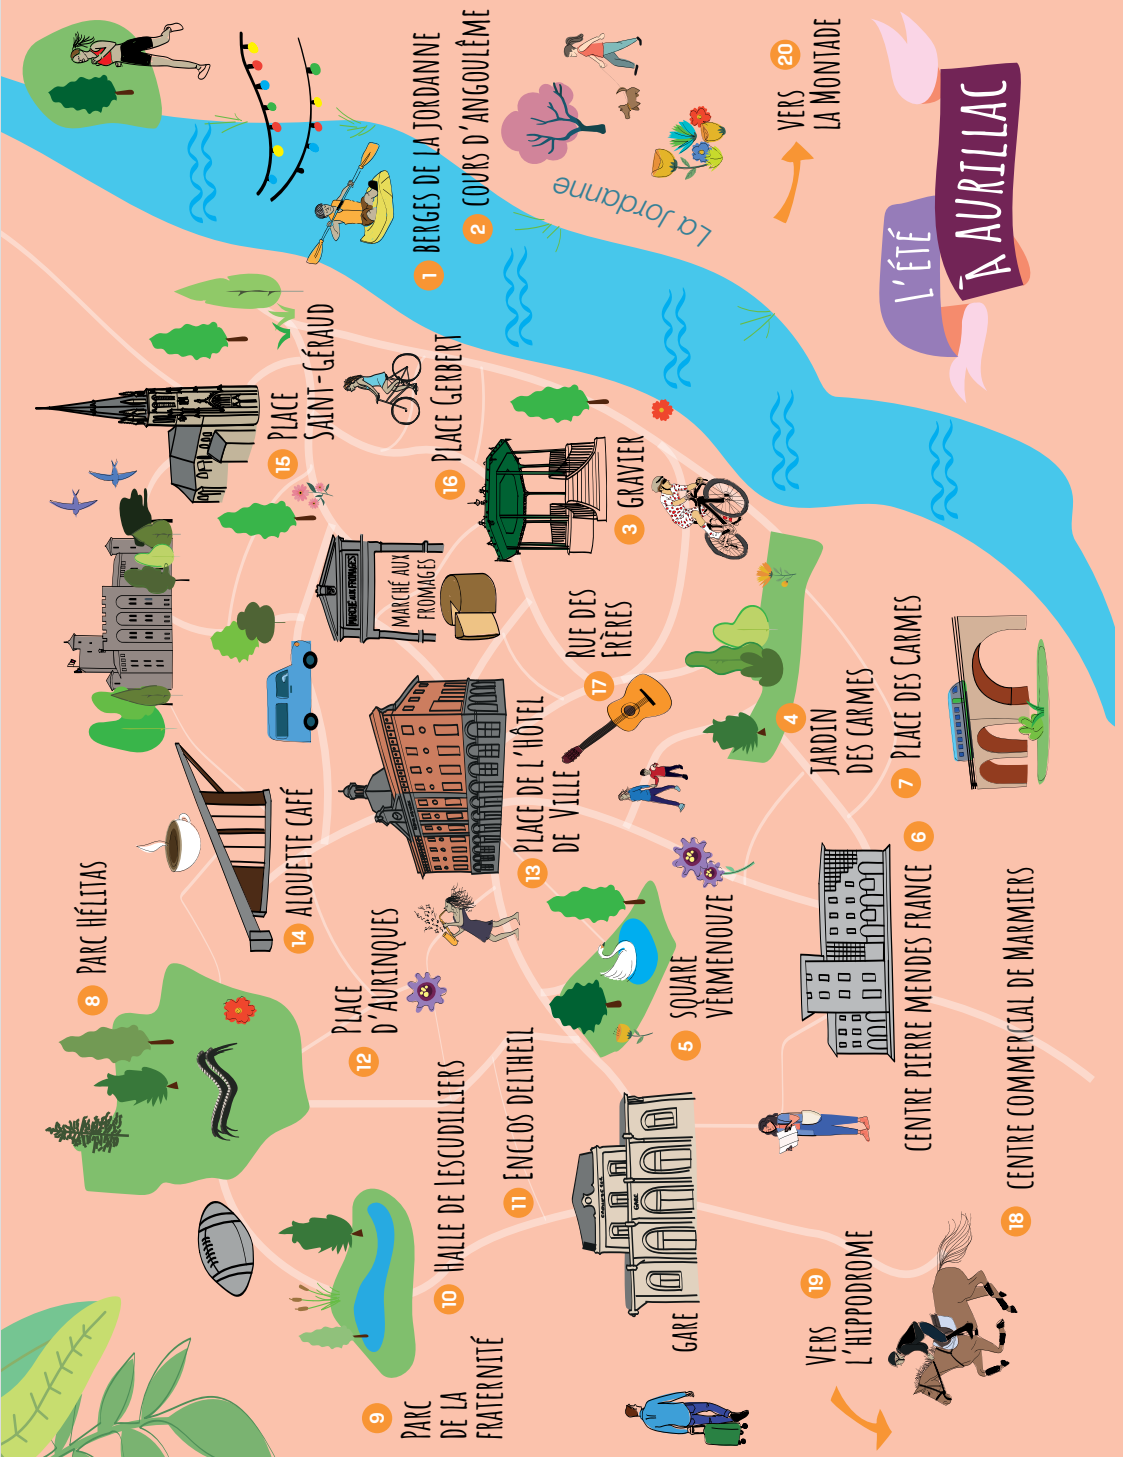 L'ÉTÉ
À AURILLAC
1 BERGES DE LA JORDANNE
2 COURS D'ANGOULÊME
La Jordanne
20
VERS
LA MONTADE
15 PLACE
SAINT-GÉRAUD
16 PLACE GERBERT
3 GRAVIER
MARCHÉ AUX FROMAGES
MARCHÉ AUX
FROMAGES
17 RUE DES
FRÈRES
4 JARDIN
DES CARMES
7 PLACE DES CARMES
13 PLACE DE L'HÔTEL
DE VILLE
14 ALOUETTE CAFÉ
8 PARC HÉLITAS
12 PLACE
D'AURINQUES
5 SQUARE
VERMENOUZE
6
CENTRE PIERRE MENDES FRANCE
18 CENTRE COMMERCIAL DE MARMIERS
11 ENCLOS DELTHEIL
10 HALLE DE LESCUDILLIERS
9 PARC
DE LA
FRATERNITÉ
GARE
GARE
19
VERS
L'HIPPODROME